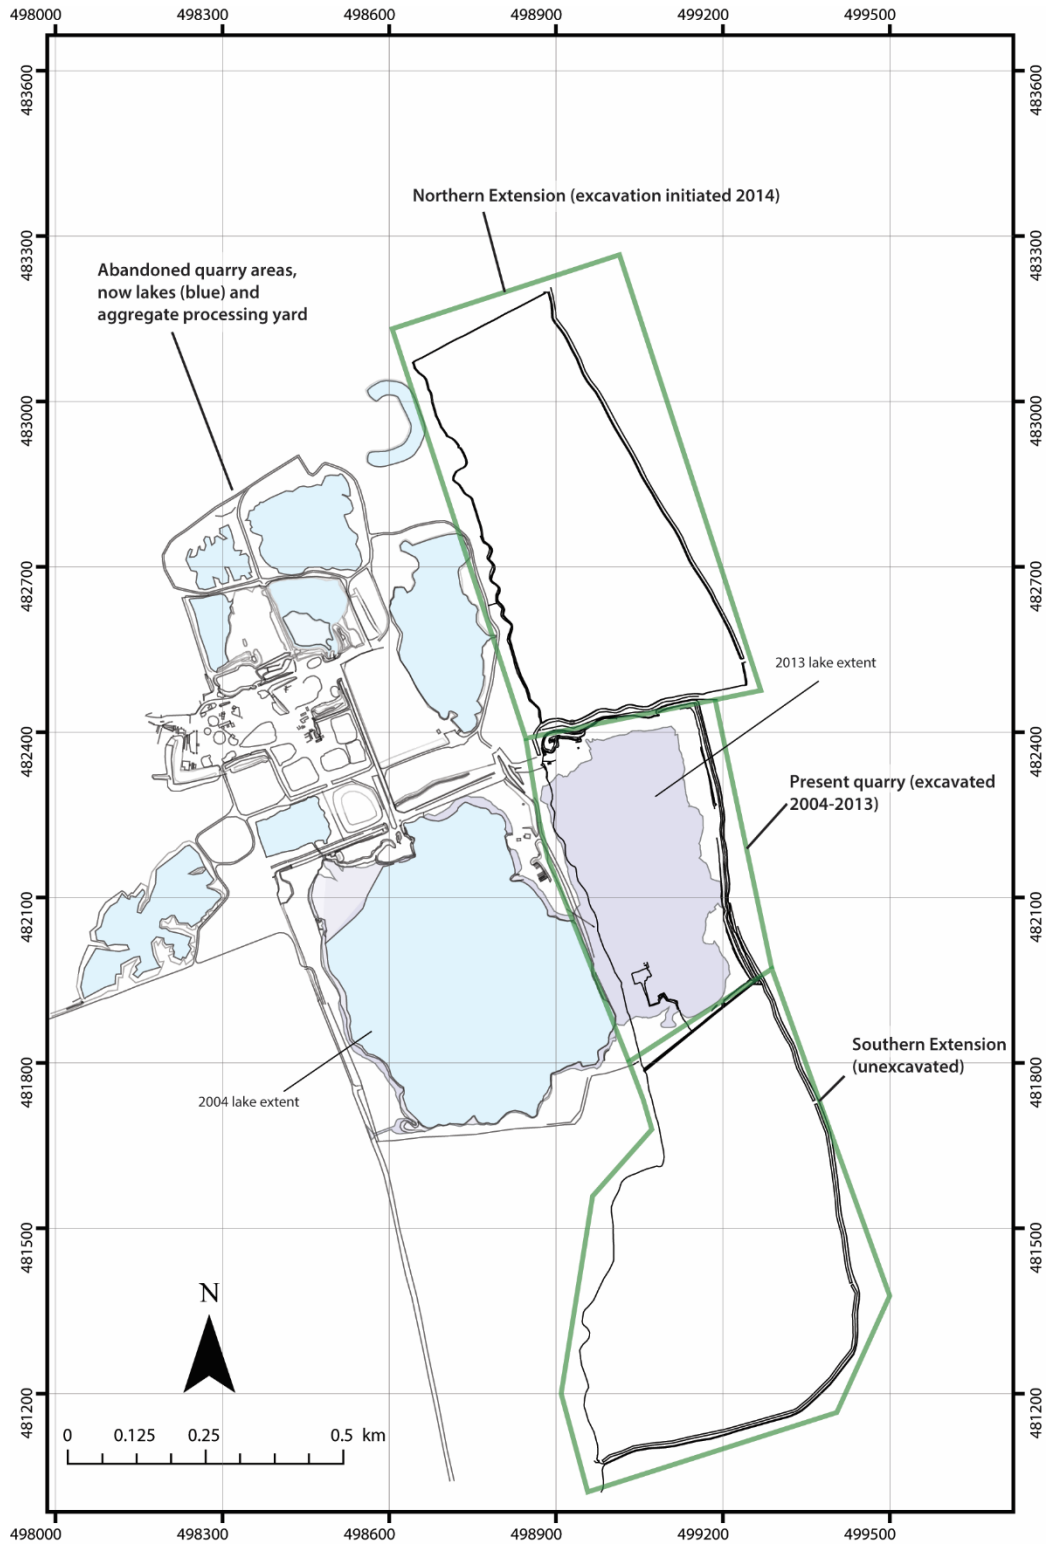 498000 498300 498600 498900 499200 499500
483600 483600
Northern Extension (excavation initiated 2014)
483300 483300
Abandoned quarry areas,
now lakes (blue) and
aggregate processing yard
483000 483000
482700 482700
2013 lake extent
482400 482400
Present quarry (excavated
2004-2013)
482100 482100
Southern Extension
(unexcavated)
481800 481800
2004 lake extent
481500 481500
N
481200 481200
0 0.125 0.25 0.5 km
498000 498300 498600 498900 499200 499500